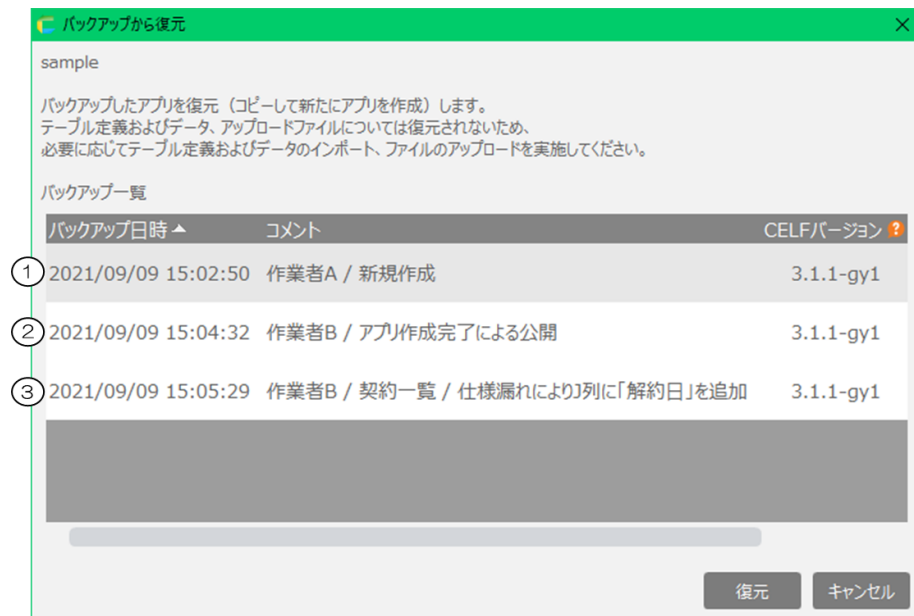 バックアップから復元
sample
バックアップしたアプリを復元（コピーして新たにアプリを作成）します。
テーブル定義およびデータ、アップロードファイルについては復元されないため、
必要に応じてテーブル定義およびデータのインポート、ファイルのアップロードを実施してください。
バックアップ一覧
バックアップ日時▲ コメント CELFバージョン ?
① 2021/09/09 15:02:50 作業者A / 新規作成 3.1.1-gy1
② 2021/09/09 15:04:32 作業者B / アプリ作成完了による公開 3.1.1-gy1
③ 2021/09/09 15:05:29 作業者B / 契約一覧 / 仕様漏れによりJ列に「解約日」を追加 3.1.1-gy1
復元 キャンセル